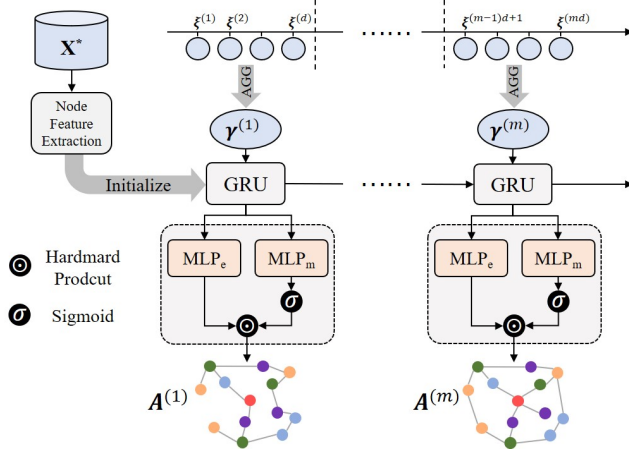 X*
ξ(1) ξ(2) ξ(d) ...... ξ(m−1)d+1 ξ(md)
AGG AGG
Node
Feature
Extraction
γ(1) γ(m)
Initialize GRU ...... GRU
MLPe MLPm MLPe MLPm
Hardmard
Prodcut
σ σ
σ Sigmoid
A(1) A(m)